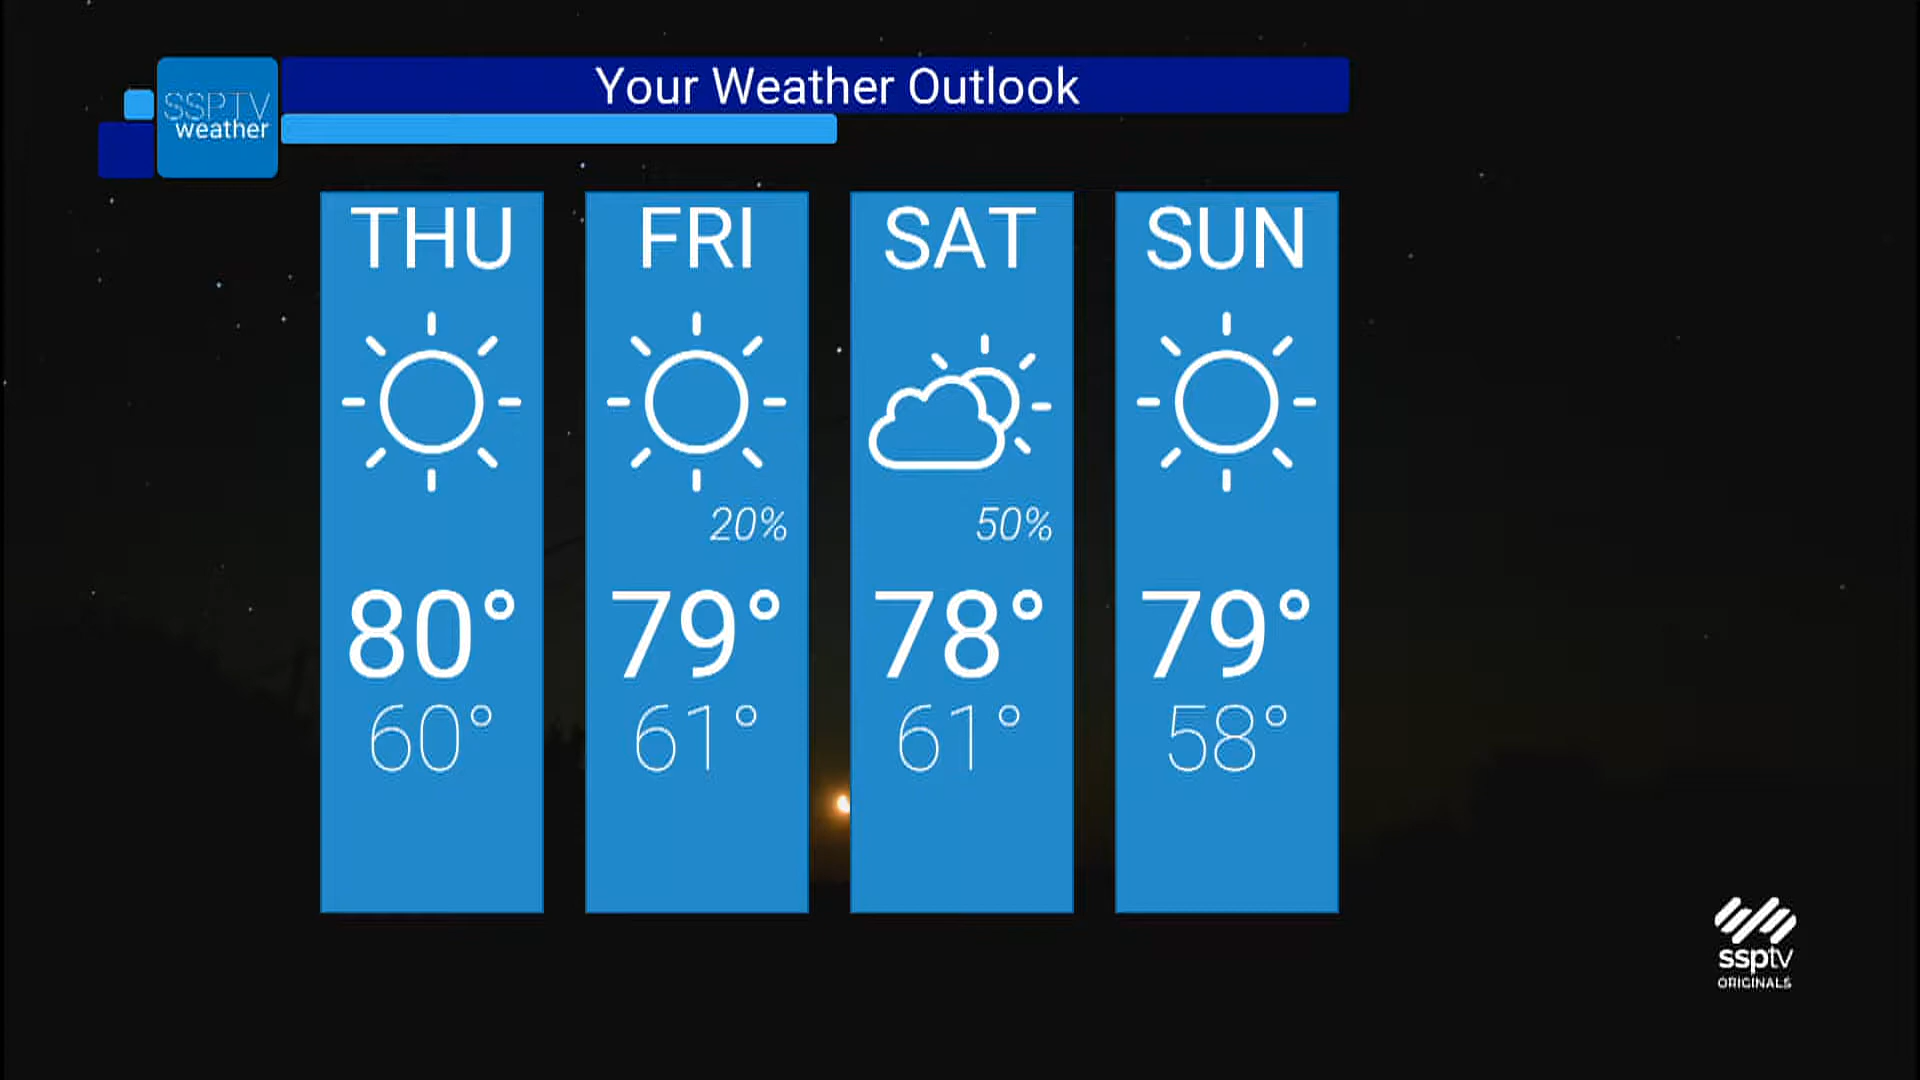 Your Weather Outlook
SSPTV
weather
THU
FRI
SAT
SUN
20%
50%
80°
79°
78°
79°
60°
61°
61°
58°
ssptv
ORIGINALS